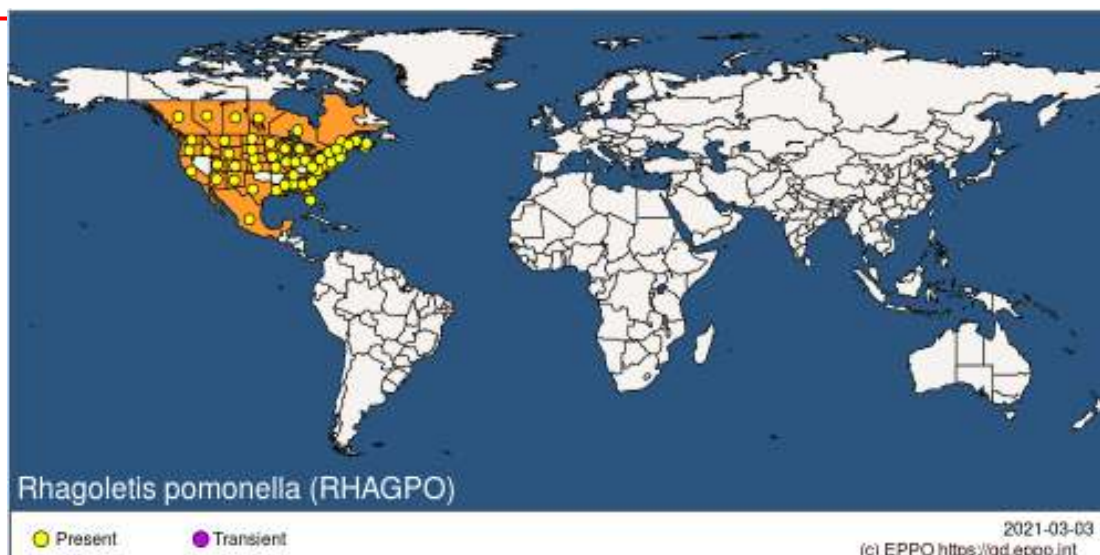 Rhagoletis pomonella (RHAGPO)
Present
Transient
2021-03-03
(c) EPPO https://gd.eppo.int